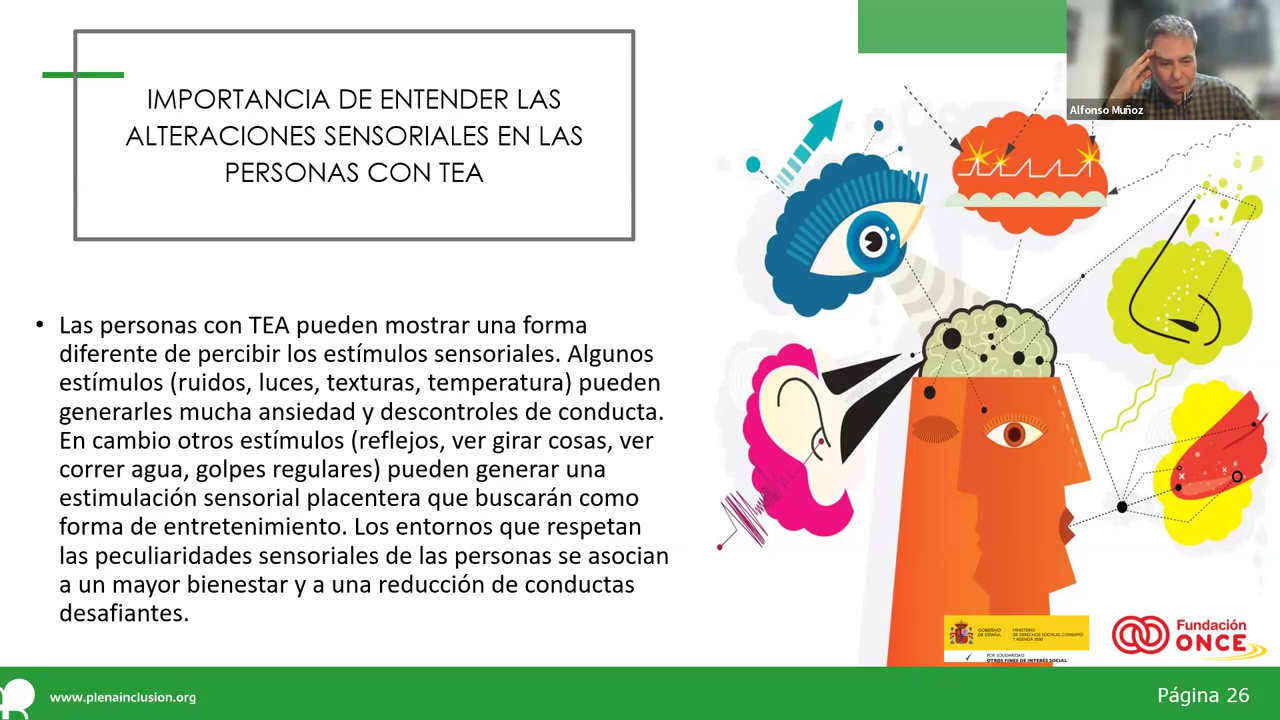 IMPORTANCIA DE ENTENDER LAS
ALTERACIONES SENSORIALES EN LAS
PERSONAS CON TEA
Alfonso Muñoz
• Las personas con TEA pueden mostrar una forma
diferente de percibir los estímulos sensoriales. Algunos
estímulos (ruidos, luces, texturas, temperatura) pueden
generarles mucha ansiedad y descontroles de conducta.
En cambio otros estímulos (reflejos, ver girar cosas, ver
correr agua, golpes regulares) pueden generar una
estimulación sensorial placentera que buscarán como
forma de entretenimiento. Los entornos que respetan
las peculiaridades sensoriales de las personas se asocian
a un mayor bienestar y a una reducción de conductas
desafiantes.
GOBIERNO
DE ESPAÑA
MINISTERIO
DE DERECHOS SOCIALES, CONSUMO
Y AGENDA 2030
POR SOLIDARIDAD
OTROS FINES DE INTERÉS SOCIAL
Fundación
ONCE
www.plenainclusion.org
Página 26